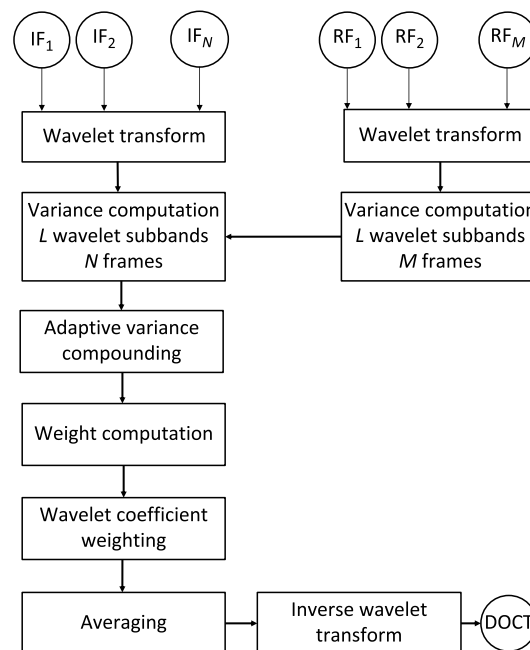 IF1 IF2 IFN RF1 RF2 RFM
Wavelet transform
Wavelet transform
Variance computation
L wavelet subbands
N frames
Variance computation
L wavelet subbands
M frames
Adaptive variance
compounding
Weight computation
Wavelet coefficient
weighting
Averaging
Inverse wavelet
transform
DOCT